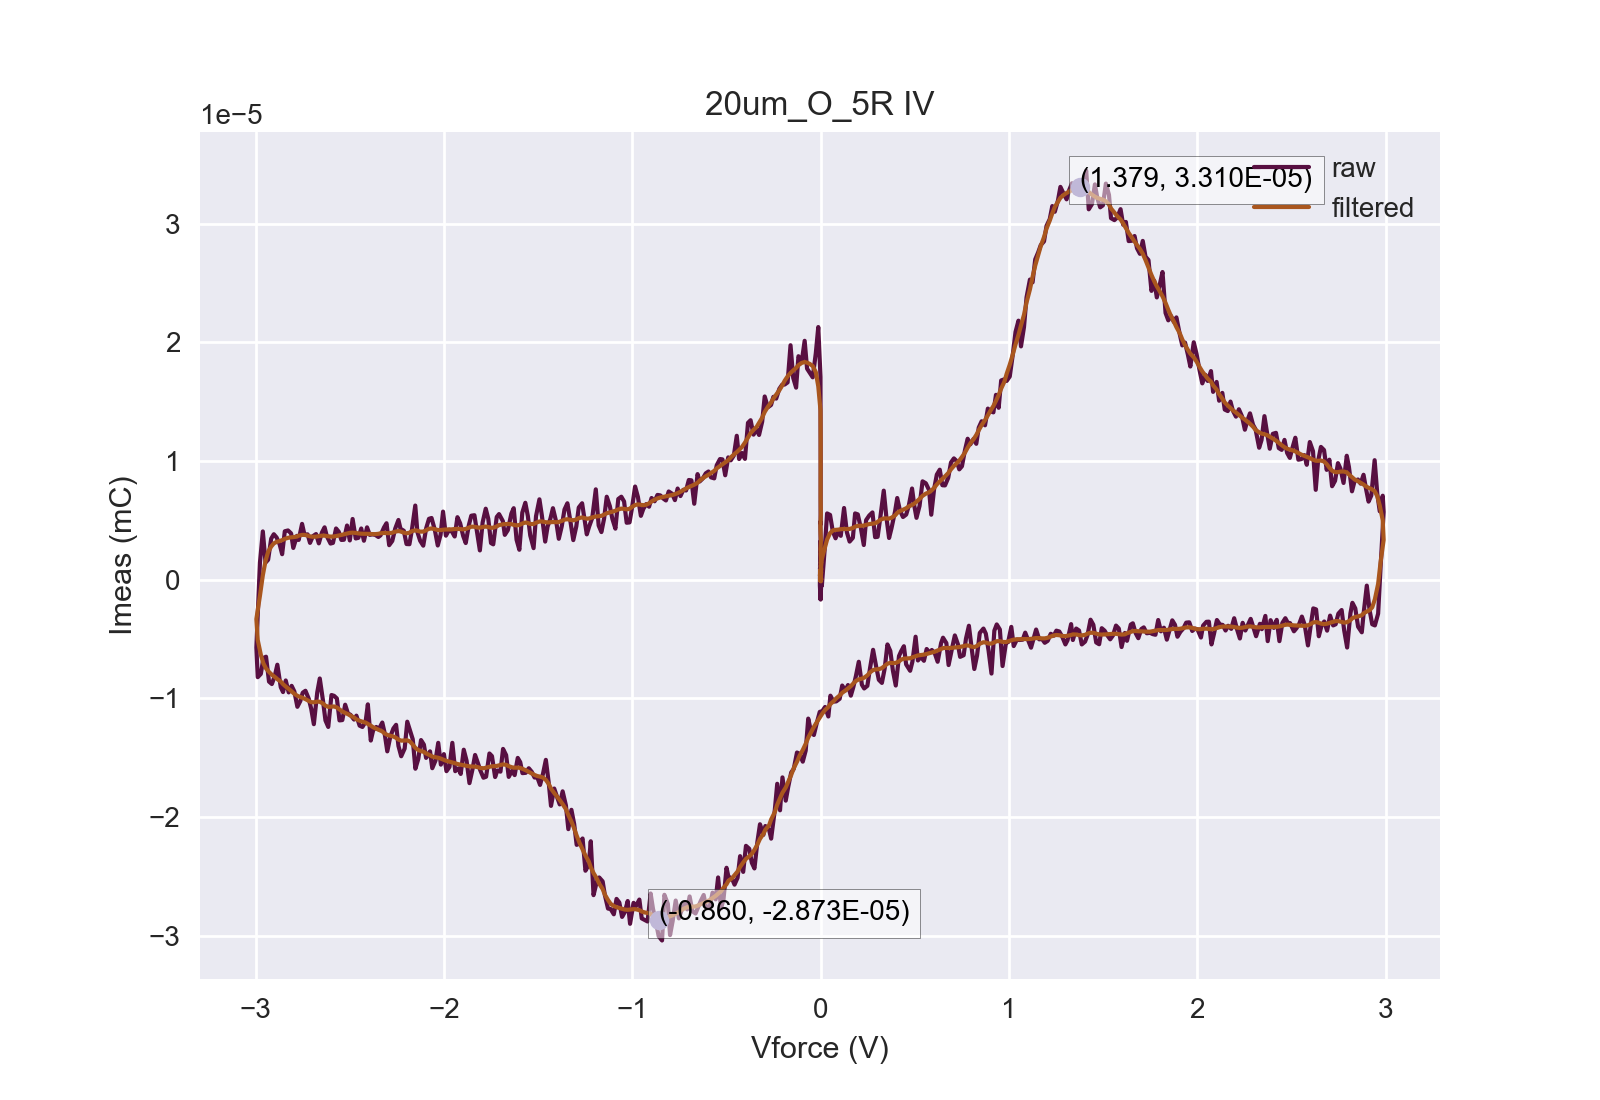 20um_O_5R IV
1e−5
(1.379, 3.310E-05)
raw
filtered
3
2
1
0
−1
−2
−3
Imeas (mC)
(-0.860, -2.873E-05)
−3
−2
−1
0
1
2
3
Vforce (V)